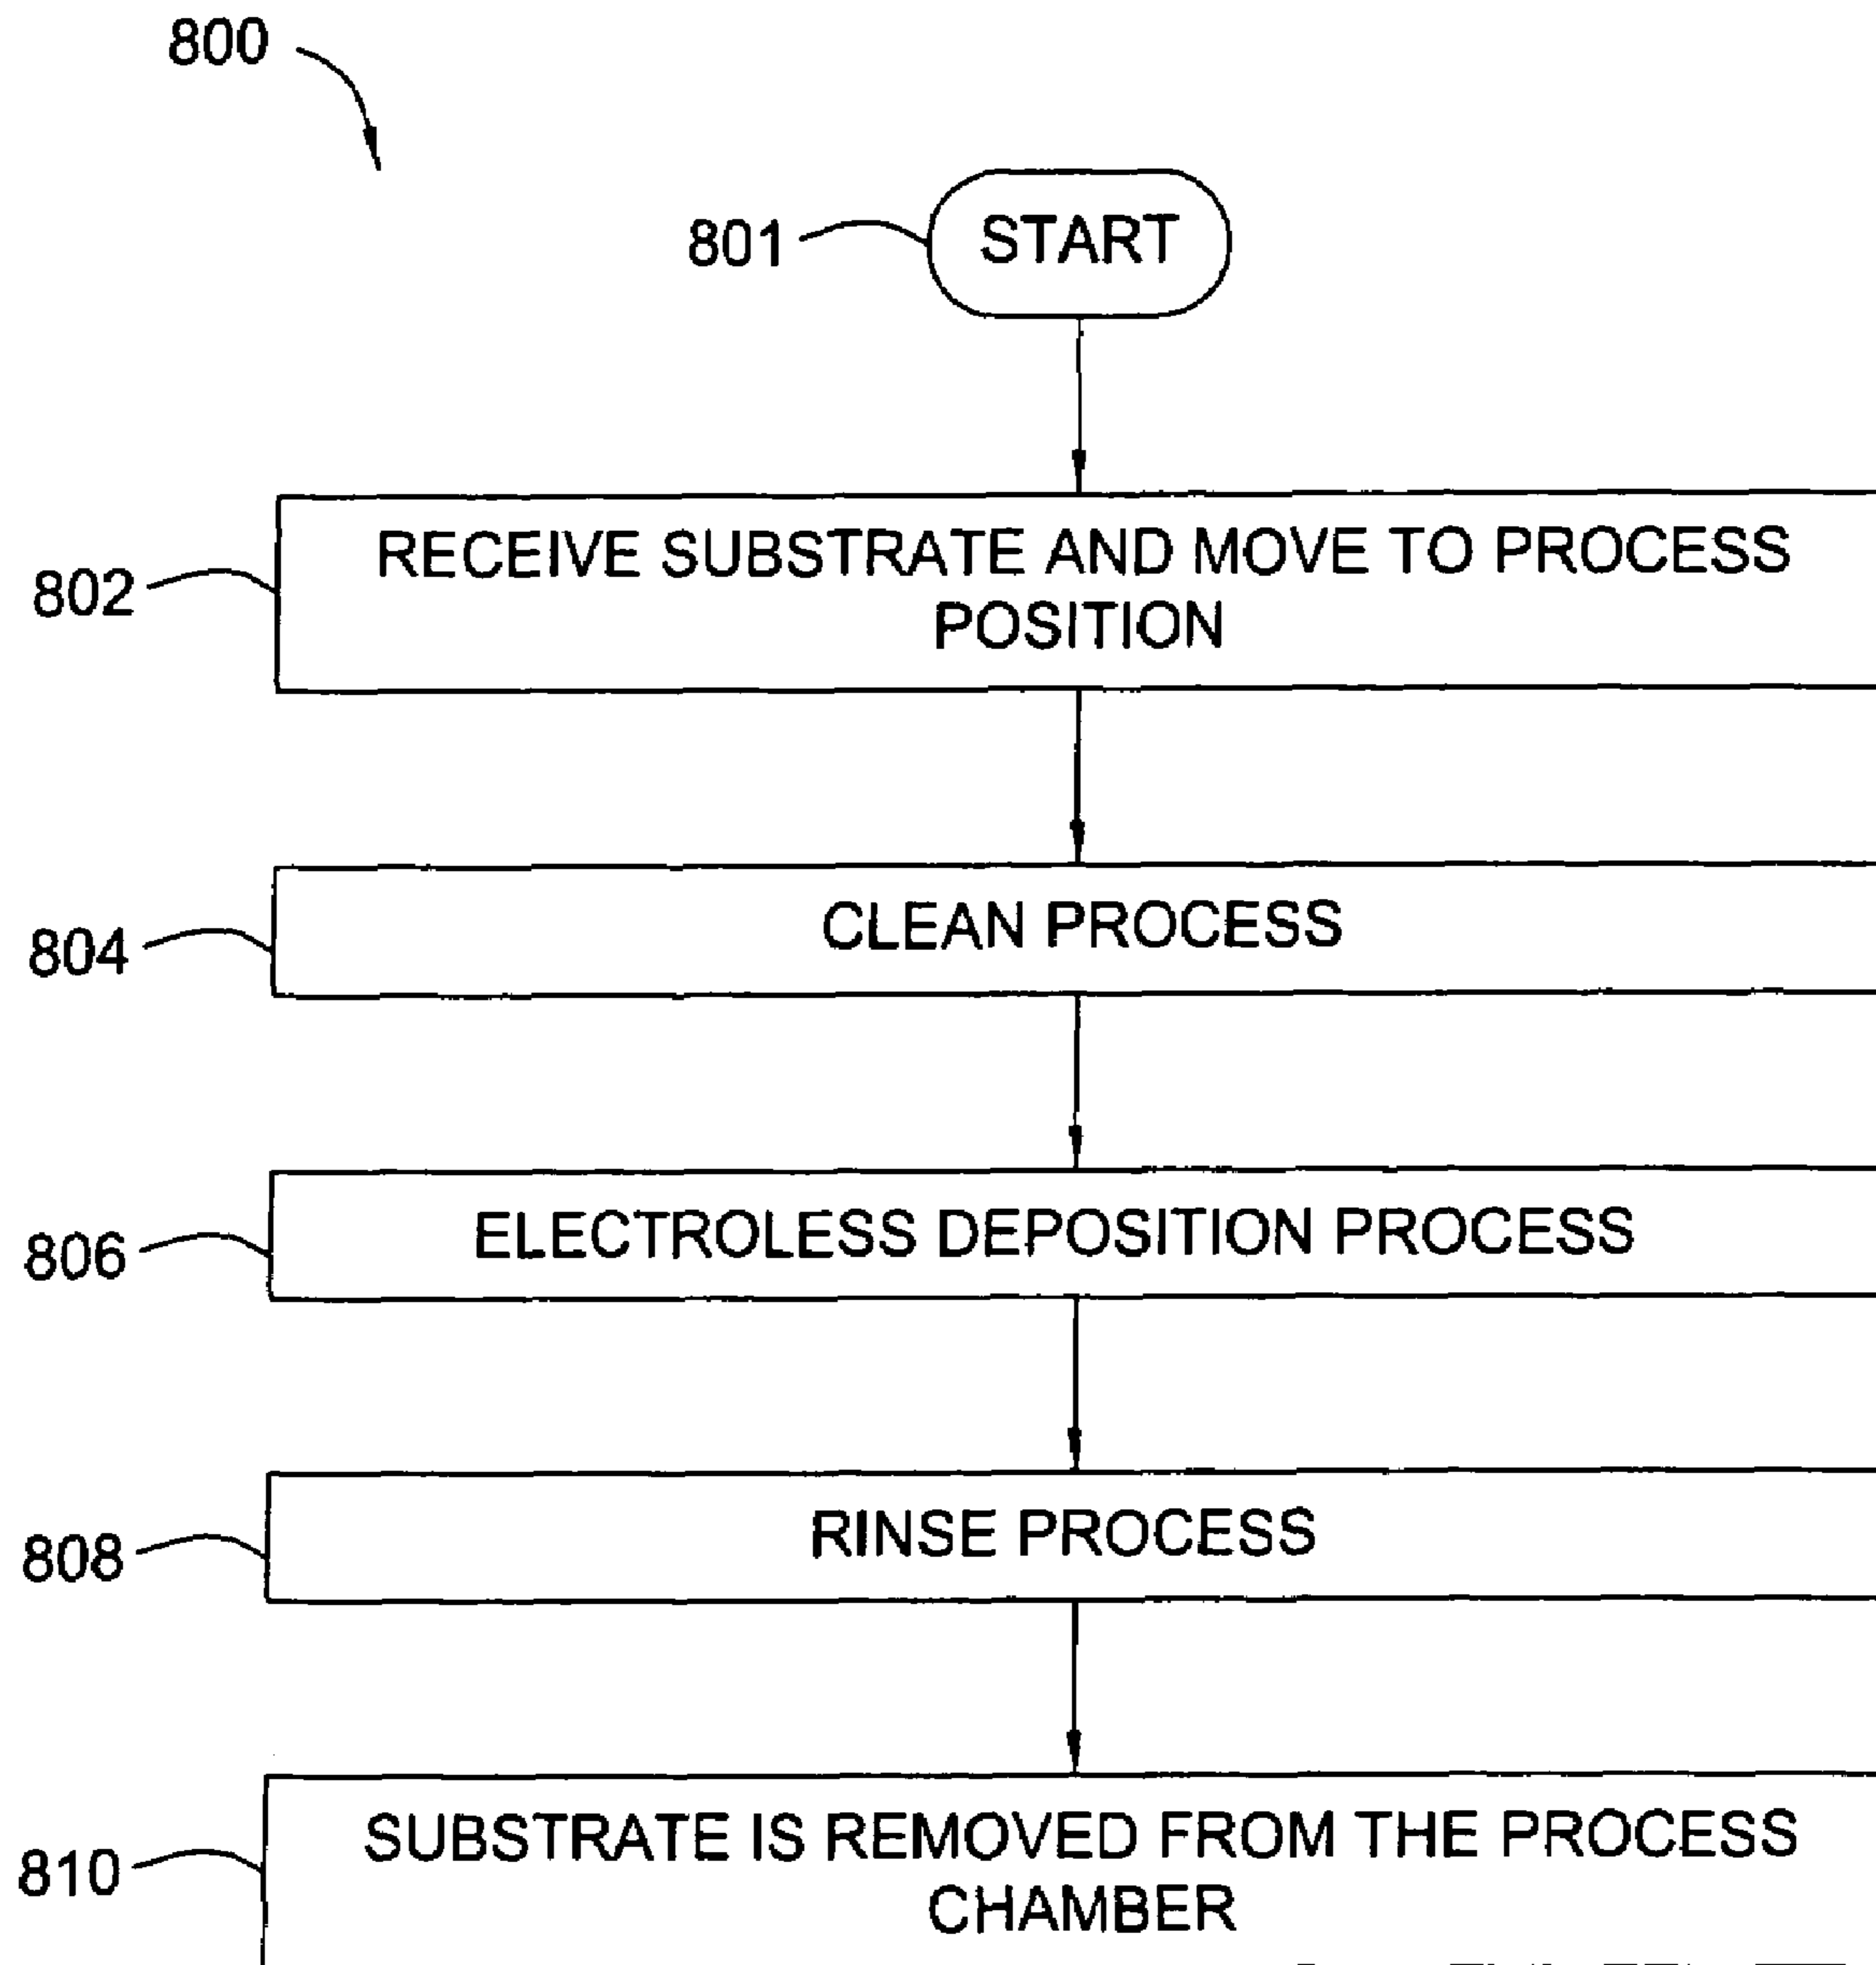 800
801 START
802 RECEIVE SUBSTRATE AND MOVE TO PROCESS
POSITION
804 CLEAN PROCESS
806 ELECTROLESS DEPOSITION PROCESS
808 RINSE PROCESS
810 SUBSTRATE IS REMOVED FROM THE PROCESS
CHAMBER